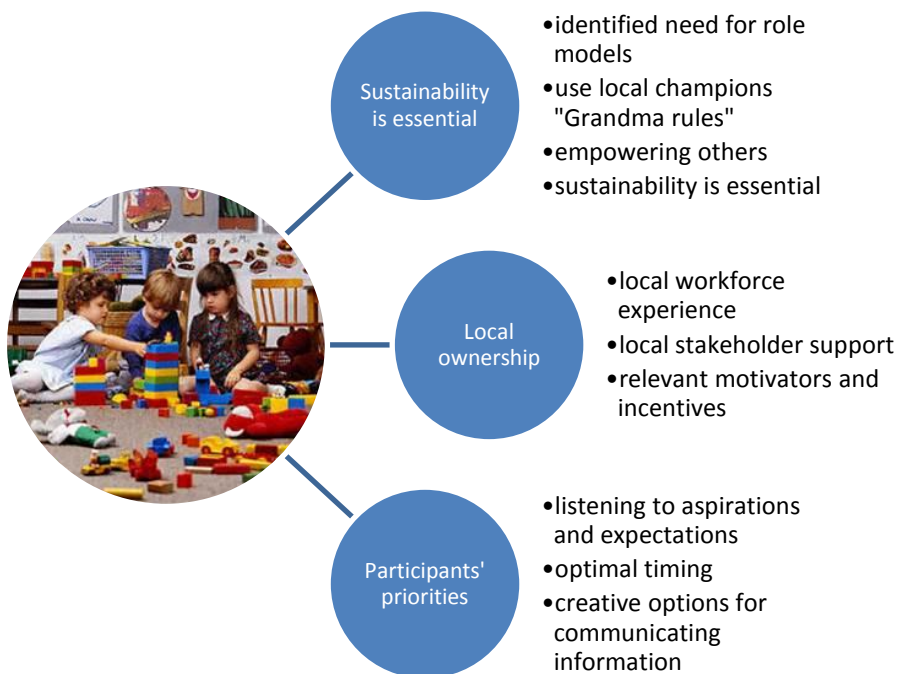 Sustainability
is essential
•identified need for role
models
•use local champions
"Grandma rules"
•empowering others
•sustainability is essential
Local
ownership
•local workforce
experience
•local stakeholder support
•relevant motivators and
incentives
Participants'
priorities
•listening to aspirations
and expectations
•optimal timing
•creative options for
communicating
information